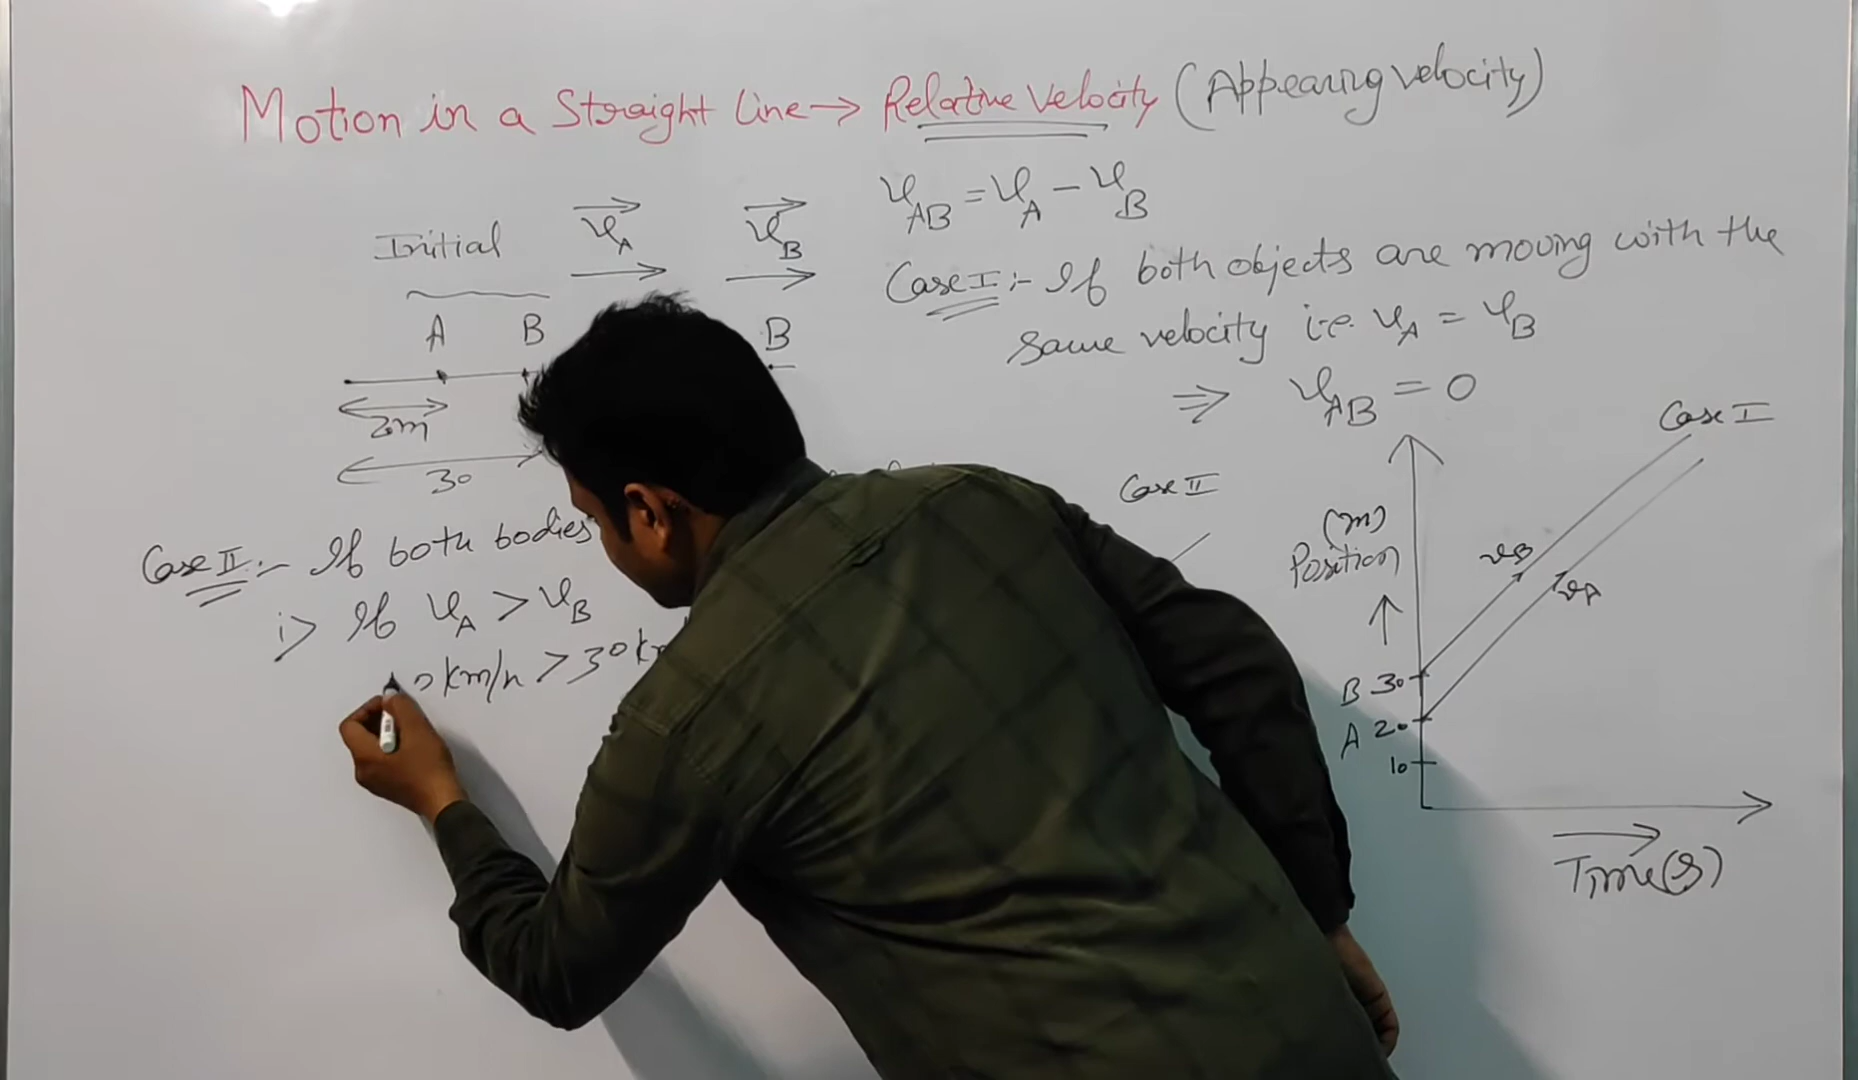 Motion in a Straight line → Relative Velocity (Appearing velocity)
v_AB = v_A - v_B
Initial
v_A
v_B
A B B
30
Case I :- If both objects are moving with the
same velocity i.e. v_A = v_B
⇒ v_AB = 0
Case II :- If both bodies
i> If v_A > v_B
km/h > 30
Case II
Case I
(m)
Position
v_B
v_A
B 30
A 20
10
Time(s)